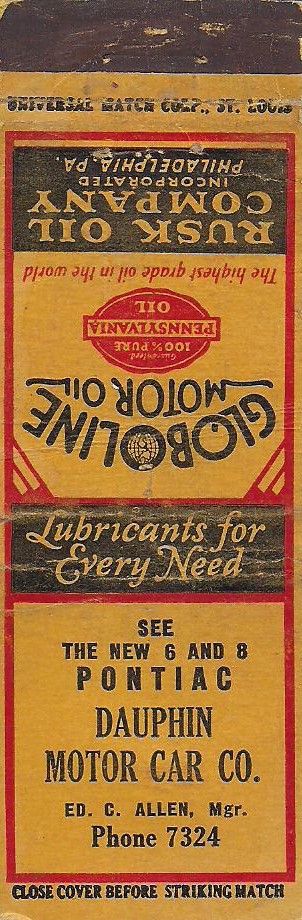 UNIVERSAL MATCH CORP., ST. LOUIS
RUSK OIL
COMPANY
INCORPORATED
PHILADELPHIA, PA.
The highest grade oil in the world
Guaranteed
100% PURE
PENNSYLVANIA
OIL
GLOBOLINE
MOTOR OIL
Lubricants for
Every Need
SEE
THE NEW 6 AND 8
PONTIAC
DAUPHIN
MOTOR CAR CO.
ED. C. ALLEN, Mgr.
Phone 7324
CLOSE COVER BEFORE STRIKING MATCH